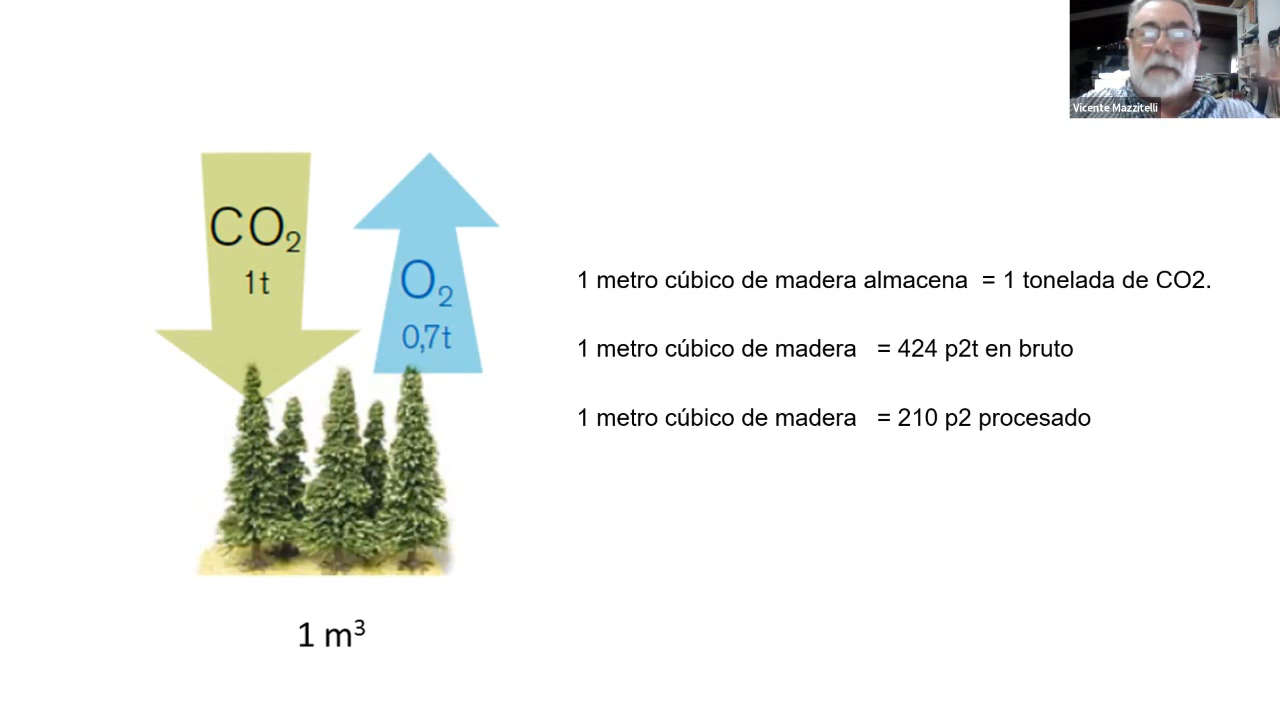 Vicente Mazzitelli
CO₂
1t
O₂
0,7t
1 metro cúbico de madera almacena = 1 tonelada de CO2.
1 metro cúbico de madera = 424 p2t en bruto
1 metro cúbico de madera = 210 p2 procesado
1 m³